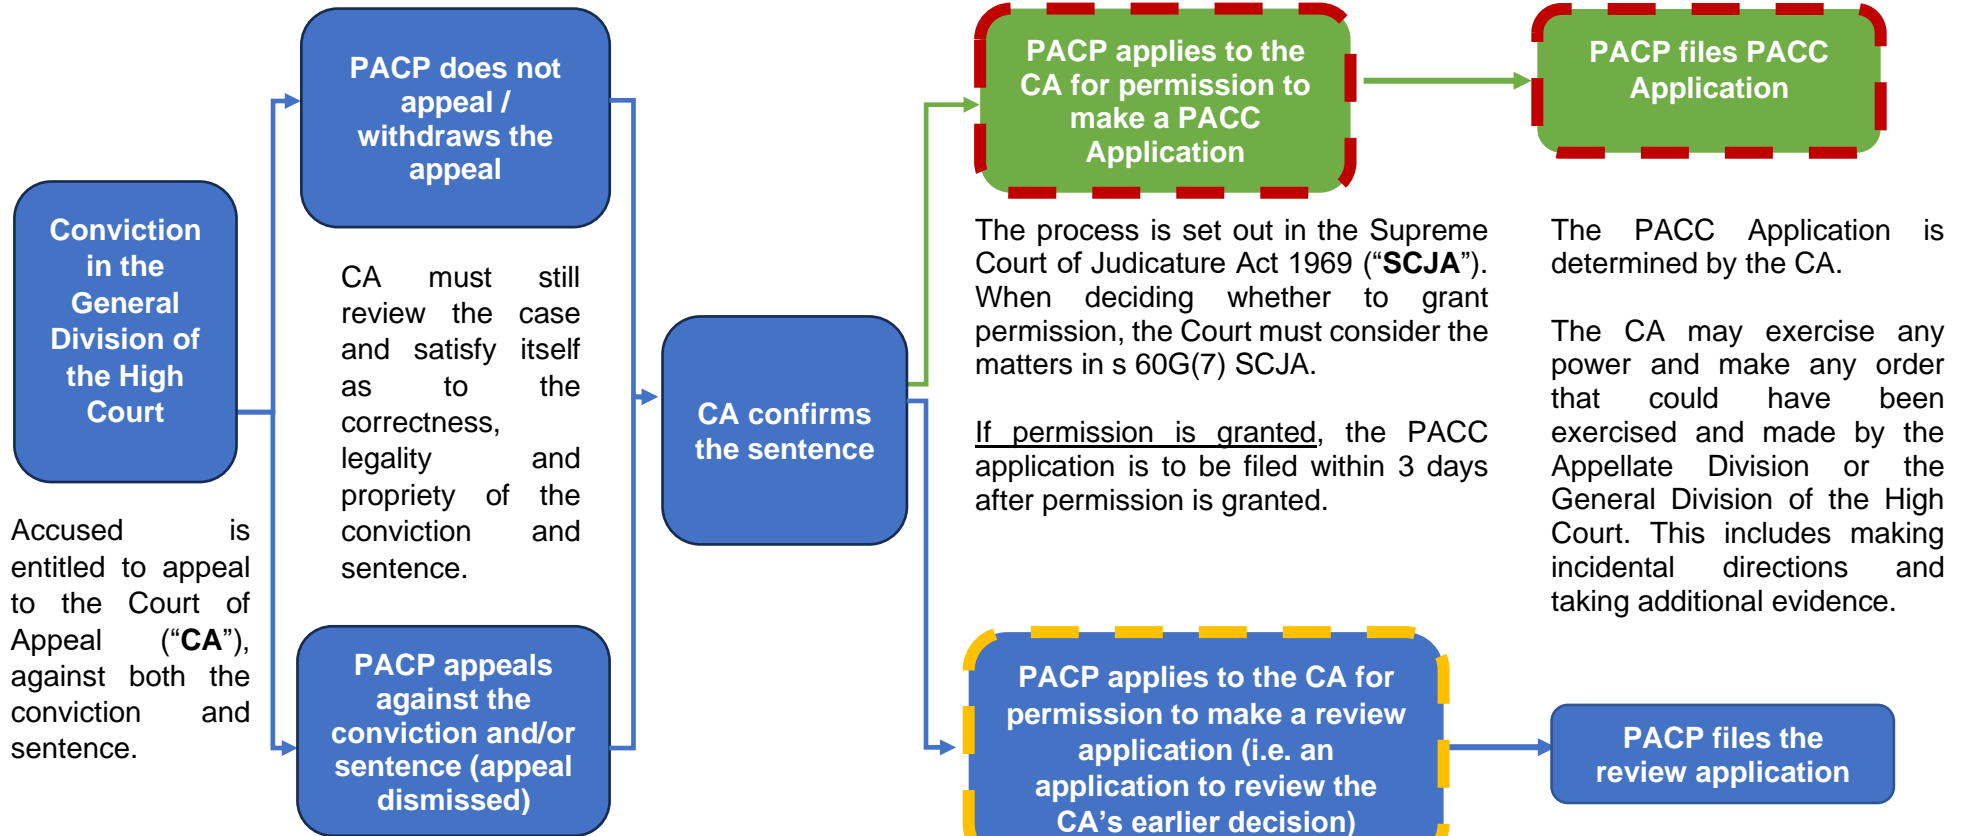 Conviction
in the
General
Division of
the High
Court
Accused is
entitled to appeal
to the Court of
Appeal (“CA”),
against both the
conviction and
sentence.
PACP does not
appeal /
withdraws the
appeal
CA must still
review the case
and satisfy itself
as to the
correctness,
legality and
propriety of the
conviction and
sentence.
PACP appeals
against the
conviction and/or
sentence (appeal
dismissed)
CA confirms
the sentence
PACP applies to the
CA for permission to
make a PACC
Application
The process is set out in the Supreme
Court of Judicature Act 1969 (“SCJA”).
When deciding whether to grant
permission, the Court must consider the
matters in s 60G(7) SCJA.
If permission is granted, the PACC
application is to be filed within 3 days
after permission is granted.
PACP files PACC
Application
The PACC Application is
determined by the CA.
The CA may exercise any
power and make any order
that could have been
exercised and made by the
Appellate Division or the
General Division of the High
Court. This includes making
incidental directions and
taking additional evidence.
PACP applies to the CA for
permission to make a review
application (i.e. an
application to review the
CA’s earlier decision)
PACP files the
review application